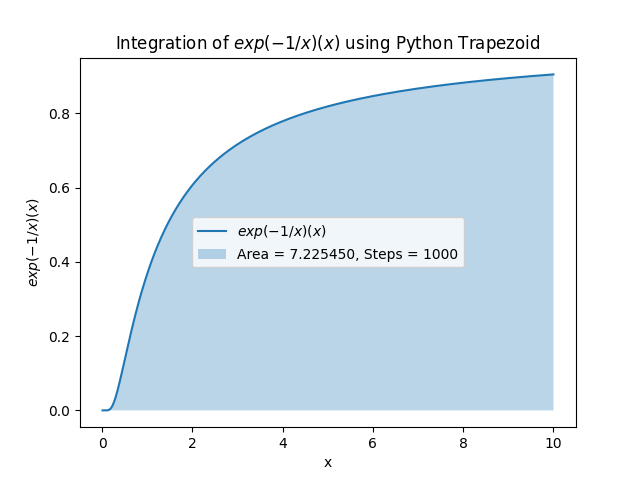 Integration of exp(−1/x)(x) using Python Trapezoid
exp(−1/x)(x)
0.8
0.6
0.4
0.2
0.0
exp(−1/x)(x)
Area = 7.225450, Steps = 1000
0 2 4 6 8 10
x